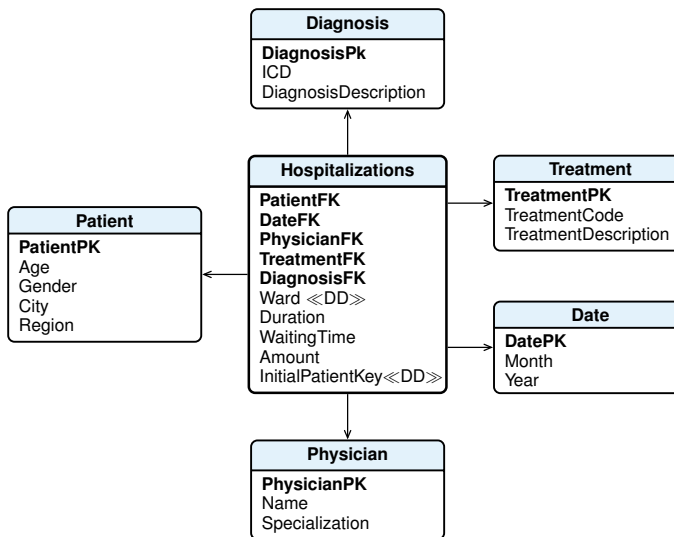 Diagnosis
DiagnosisPk
ICD
DiagnosisDescription
Hospitalizations
PatientFK
DateFK
PhysicianFK
TreatmentFK
DiagnosisFK
Ward ≪DD≫
Duration
WaitingTime
Amount
InitialPatientKey≪DD≫
Treatment
TreatmentPK
TreatmentCode
TreatmentDescription
Patient
PatientPK
Age
Gender
City
Region
Date
DatePK
Month
Year
Physician
PhysicianPK
Name
Specialization